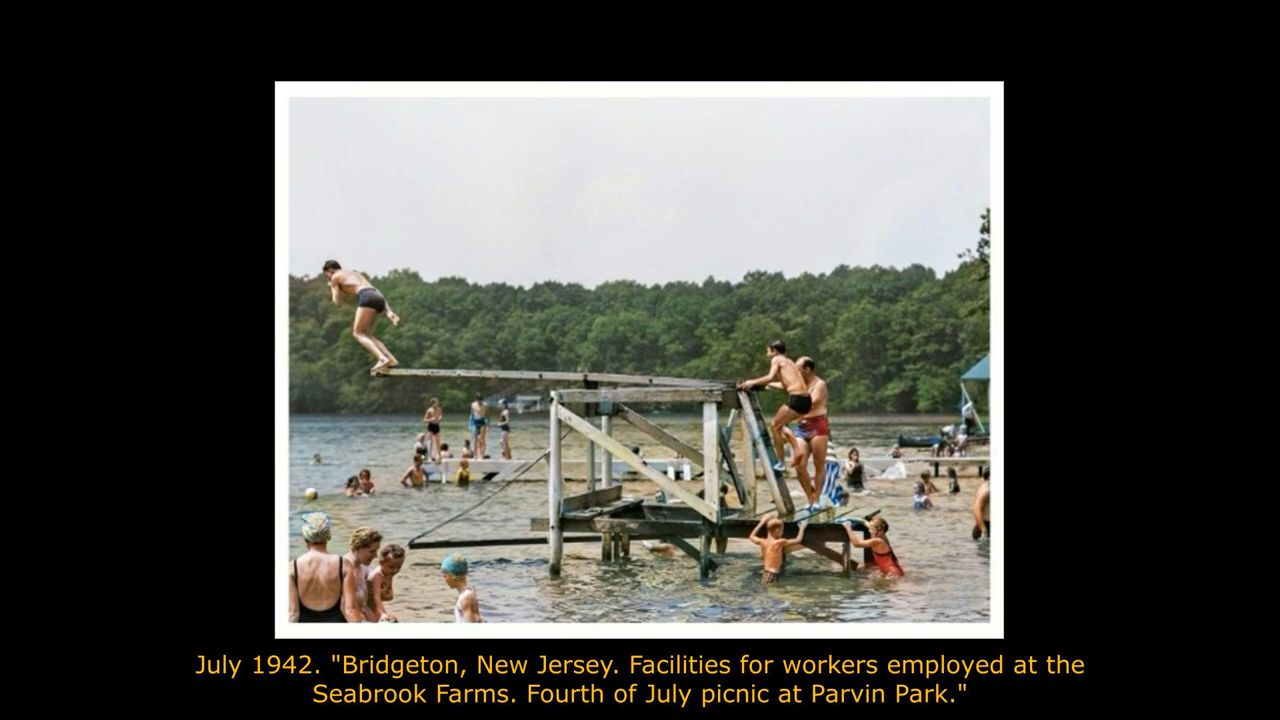 July 1942. "Bridgeton, New Jersey. Facilities for workers employed at the
Seabrook Farms. Fourth of July picnic at Parvin Park."